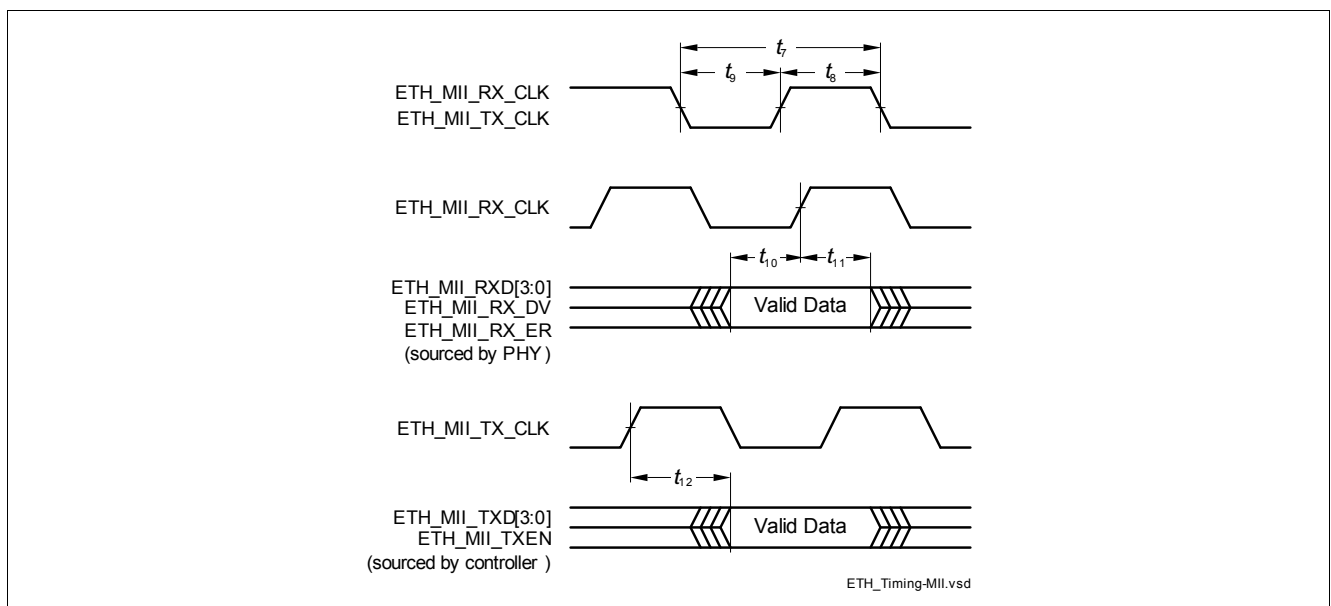 t7
t9 t8
ETH_MII_RX_CLK
ETH_MII_TX_CLK
ETH_MII_RX_CLK
t10 t11
ETH_MII_RXD[3:0]
ETH_MII_RX_DV
ETH_MII_RX_ER
(sourced by PHY )
Valid Data
ETH_MII_TX_CLK
t12
ETH_MII_TXD[3:0]
ETH_MII_TXEN
(sourced by controller )
Valid Data
ETH_Timing-MII.vsd